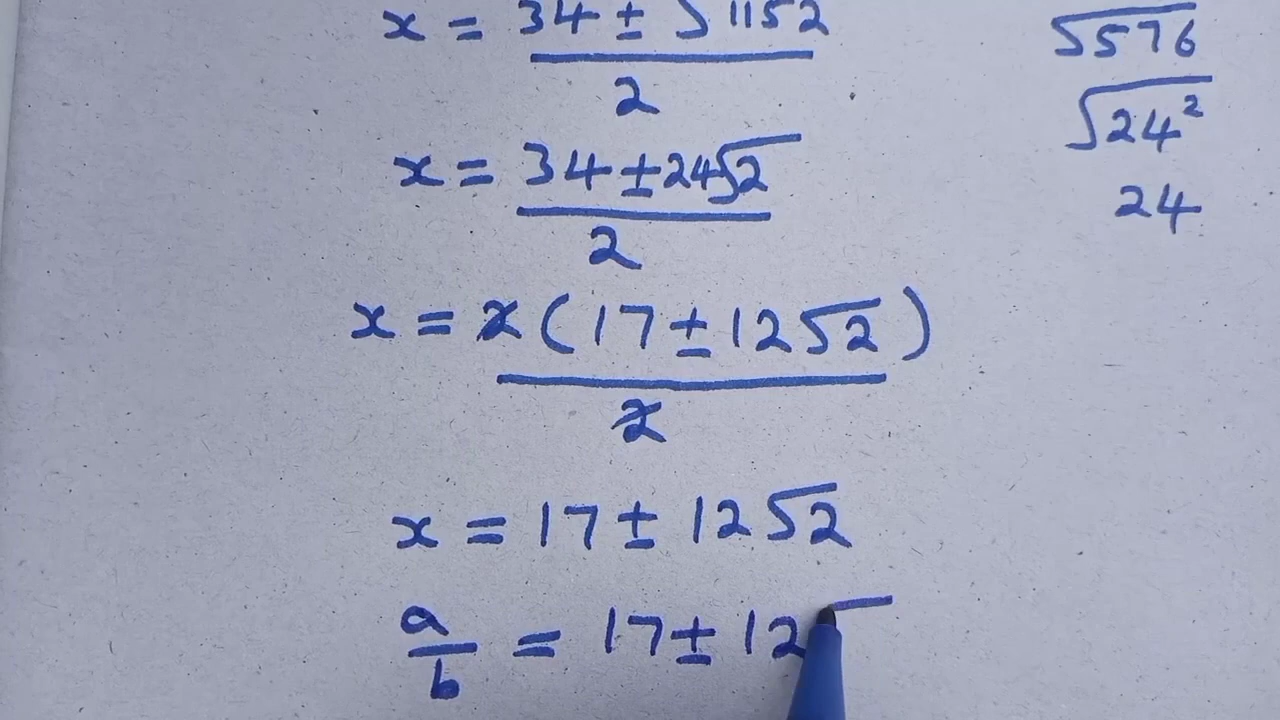 x = 34 ± √1152
2
x = 34 ± 24√2
2
x = 2(17 ± 12√2)
2
x = 17 ± 12√2
a/b = 17 ± 12√
√576
√24²
24